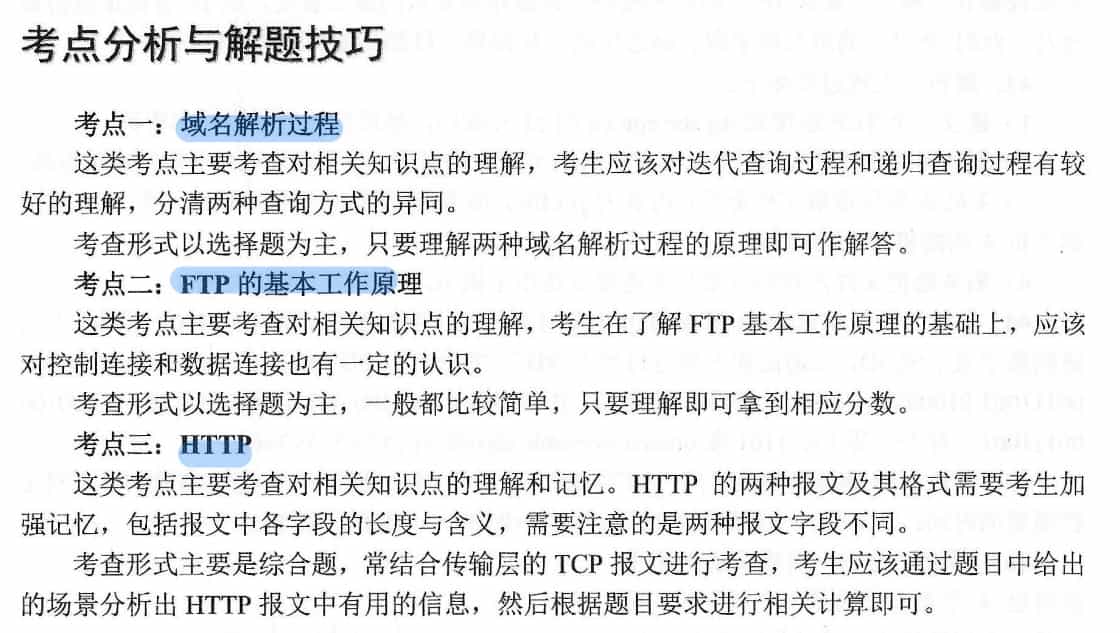 考点分析与解题技巧
考点一：域名解析过程
这类考点主要考查对相关知识点的理解，考生应该对迭代查询过程和递归查询过程有较
好的理解，分清两种查询方式的异同。
考查形式以选择题为主，只要理解两种域名解析过程的原理即可作解答。
考点二：FTP 的基本工作原理
这类考点主要考查对相关知识点的理解，考生在了解 FTP 基本工作原理的基础上，应该
对控制连接和数据连接也有一定的认识。
考查形式以选择题为主，一般都比较简单，只要理解即可拿到相应分数。
考点三：HTTP
这类考点主要考查对相关知识点的理解和记忆。HTTP 的两种报文及其格式需要考生加
强记忆，包括报文中各字段的长度与含义，需要注意的是两种报文字段不同。
考查形式主要是综合题，常结合传输层的 TCP 报文进行考查，考生应该通过题目中给出
的场景分析出 HTTP 报文中有用的信息，然后根据题目要求进行相关计算即可。